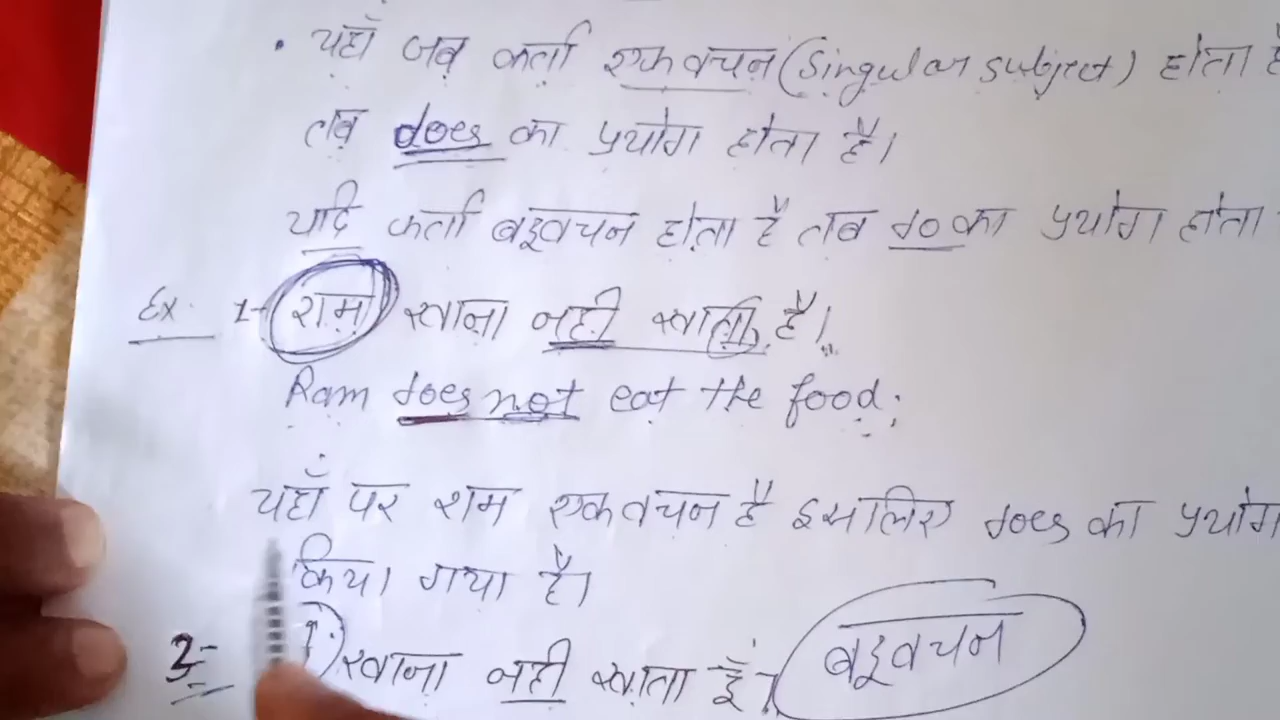 • यहाँ जब कर्ता एकवचन (Singular subject) होता है
तब does का प्रयोग होता है।
यदि कर्ता बहुवचन होता है तब do का प्रयोग होता
Ex. 1- राम खाना नही खाता है।
Ram does not eat the food.
यहाँ पर राम एकवचन है इसलिए does का प्रयोग
किया गया है।
2- खाना नही खाता हूँ। बहुवचन